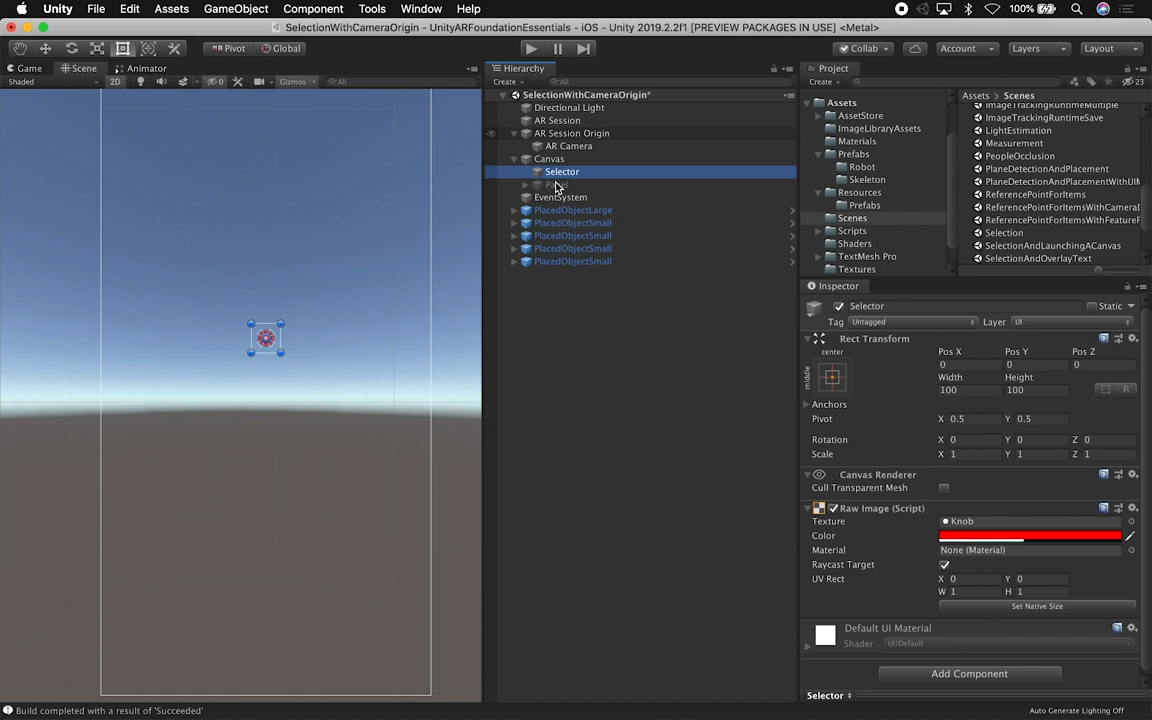 Unity File Edit Assets GameObject Component Tools Window Help 100%
SelectionWithCameraOrigin - UnityARFoundationEssentials - iOS - Unity 2019.2.2f1 [PREVIEW PACKAGES IN USE] <Metal>
Pivot Global Collab Account Layers Layout
Game Scene Animator
Shaded 2D 0 Gizmos All
Hierarchy
Create All
SelectionWithCameraOrigin*
Directional Light
AR Session
AR Session Origin
AR Camera
Canvas
Selector
EventSystem
PlacedObjectLarge
PlacedObjectSmall
PlacedObjectSmall
PlacedObjectSmall
PlacedObjectSmall
Project
Create 23
Assets
AssetStore
ImageLibraryAssets
Materials
Prefabs
Robot
Skeleton
Resources
Prefabs
Scenes
Scripts
Shaders
TextMesh Pro
Textures
Assets > Scenes
ImageTrackingRuntimeMultiple
ImageTrackingRuntimeSave
LightEstimation
Measurement
PeopleOcclusion
PlaneDetectionAndPlacement
PlaneDetectionAndPlacementWithUIM
ReferencePointForItems
ReferencePointForItemsWithCameraD
ReferencePointForItemsWithFeatureF
Selection
SelectionAndLaunchingACanvas
SelectionAndOverlayText
Inspector
Selector Static
Tag Untagged Layer UI
Rect Transform
center Pos X Pos Y Pos Z
middle 0 0 0
Width Height
100 100 R
Anchors
Pivot X 0.5 Y 0.5
Rotation X 0 Y 0 Z 0
Scale X 1 Y 1 Z 1
Canvas Renderer
Cull Transparent Mesh
Raw Image (Script)
Texture Knob
Color
Material None (Material)
Raycast Target
UV Rect X 0 Y 0
W 1 H 1
Set Native Size
Default UI Material
Shader UI/Default
Add Component
Selector
Build completed with a result of 'Succeeded' Auto Generate Lighting Off